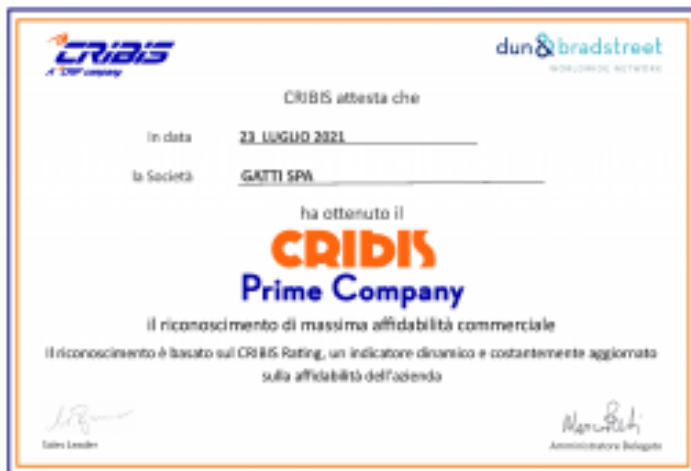 CRIBIS
A CRIF company
dun & bradstreet
WORLDWIDE NETWORK
CRIBIS attesta che
In data 23 LUGLIO 2021
la Società GATTI SPA
ha ottenuto il
CRIBIS
Prime Company
il riconoscimento di massima affidabilità commerciale
Il riconoscimento è basato sul CRIBIS Rating, un indicatore dinamico e costantemente aggiornato
sulla affidabilità dell'azienda
Sales Leader
Amministratore Delegato